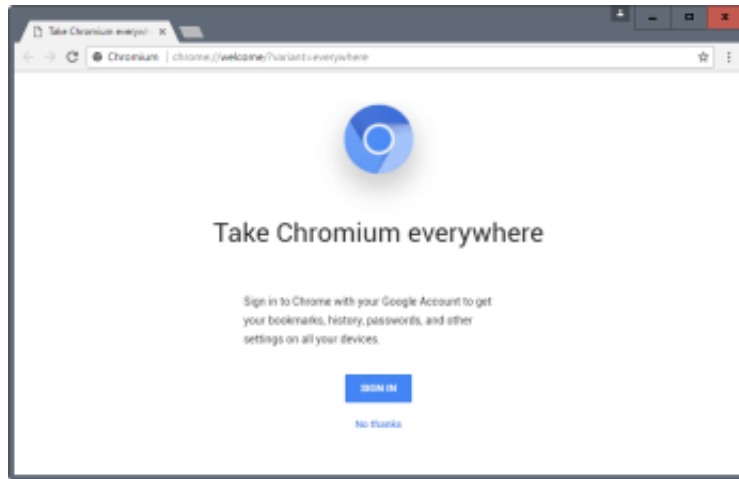 Take Chromium everywh
Chromium | chrome://welcome/?variant=everywhere
Take Chromium everywhere
Sign in to Chrome with your Google Account to get
your bookmarks, history, passwords, and other
settings on all your devices.
SIGN IN
No thanks